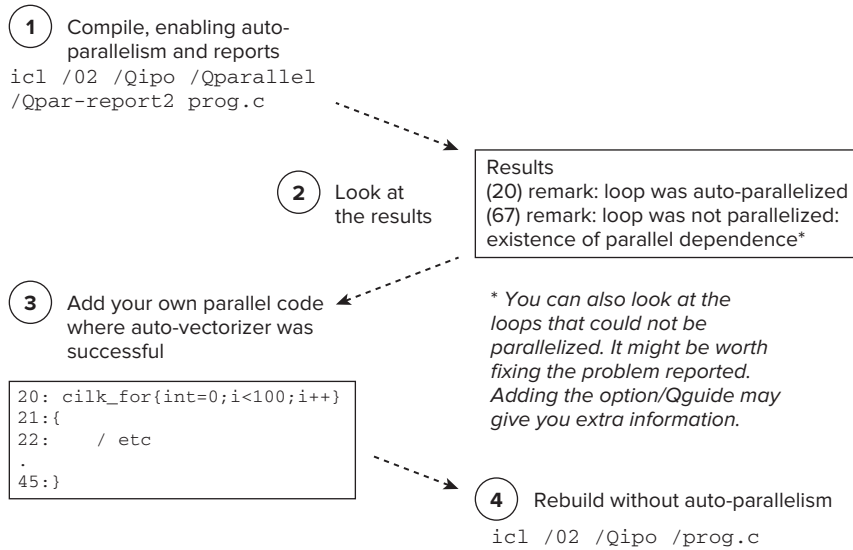 1 Compile, enabling auto-
parallelism and reports
icl /02 /Qipo /Qparallel
/Qpar-report2 prog.c
2 Look at
the results
Results
(20) remark: loop was auto-parallelized
(67) remark: loop was not parallelized:
existence of parallel dependence*
* You can also look at the
loops that could not be
parallelized. It might be worth
fixing the problem reported.
Adding the option/Qguide may
give you extra information.
3 Add your own parallel code
where auto-vectorizer was
successful
20: cilk_for{int=0;i<100;i++}
21:{
22:    / etc
.
45:}
4 Rebuild without auto-parallelism
icl /02 /Qipo /prog.c